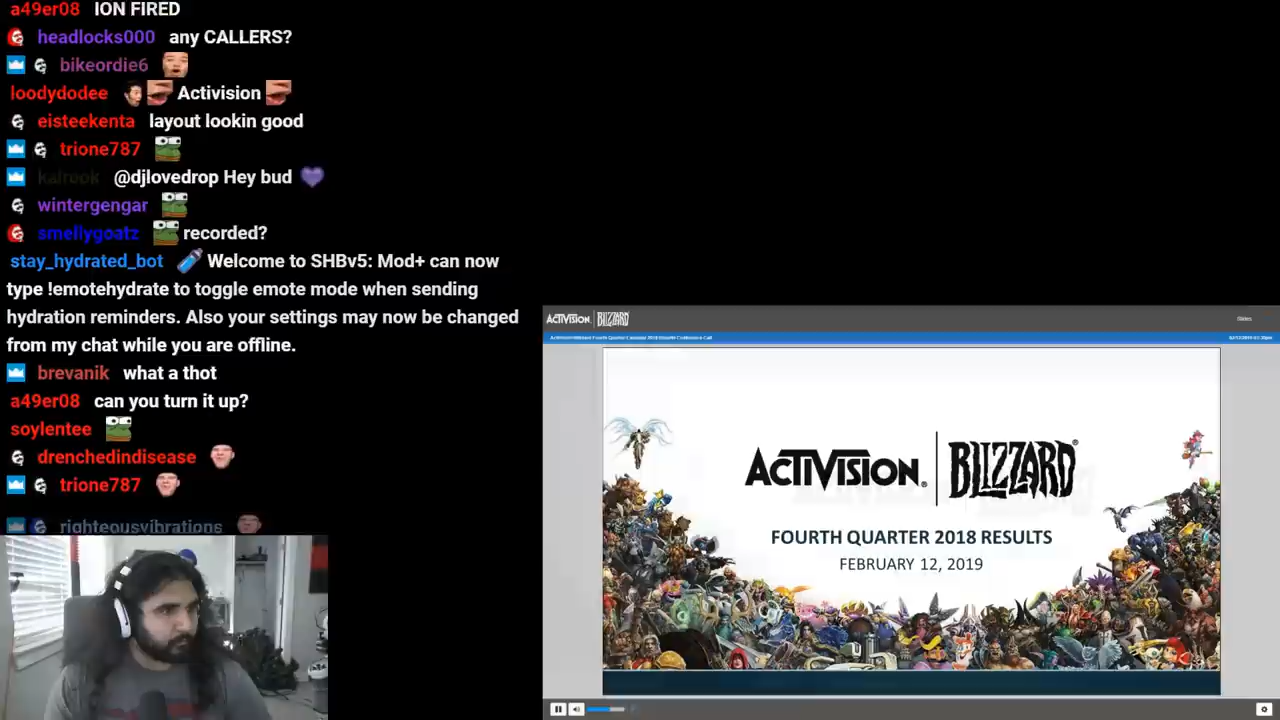 a49er08 ION FIRED
headlocks000 any CALLERS?
bikeordie6
loodydodee Activision
eisteekenta layout lookin good
trione787
kalrook @djlovedrop Hey bud
wintergengar
smellygoatz recorded?
stay_hydrated_bot Welcome to SHBv5: Mod+ can now
type !emotehydrate to toggle emote mode when sending
hydration reminders. Also your settings may now be changed
from my chat while you are offline.
brevanik what a thot
a49er08 can you turn it up?
soylentee
drenchedindisease
trione787
righteousvibrations
ACTIVISION | BLIZZARD
Slides
ACTIVISION® | BLIZZARD®
FOURTH QUARTER 2018 RESULTS
FEBRUARY 12, 2019